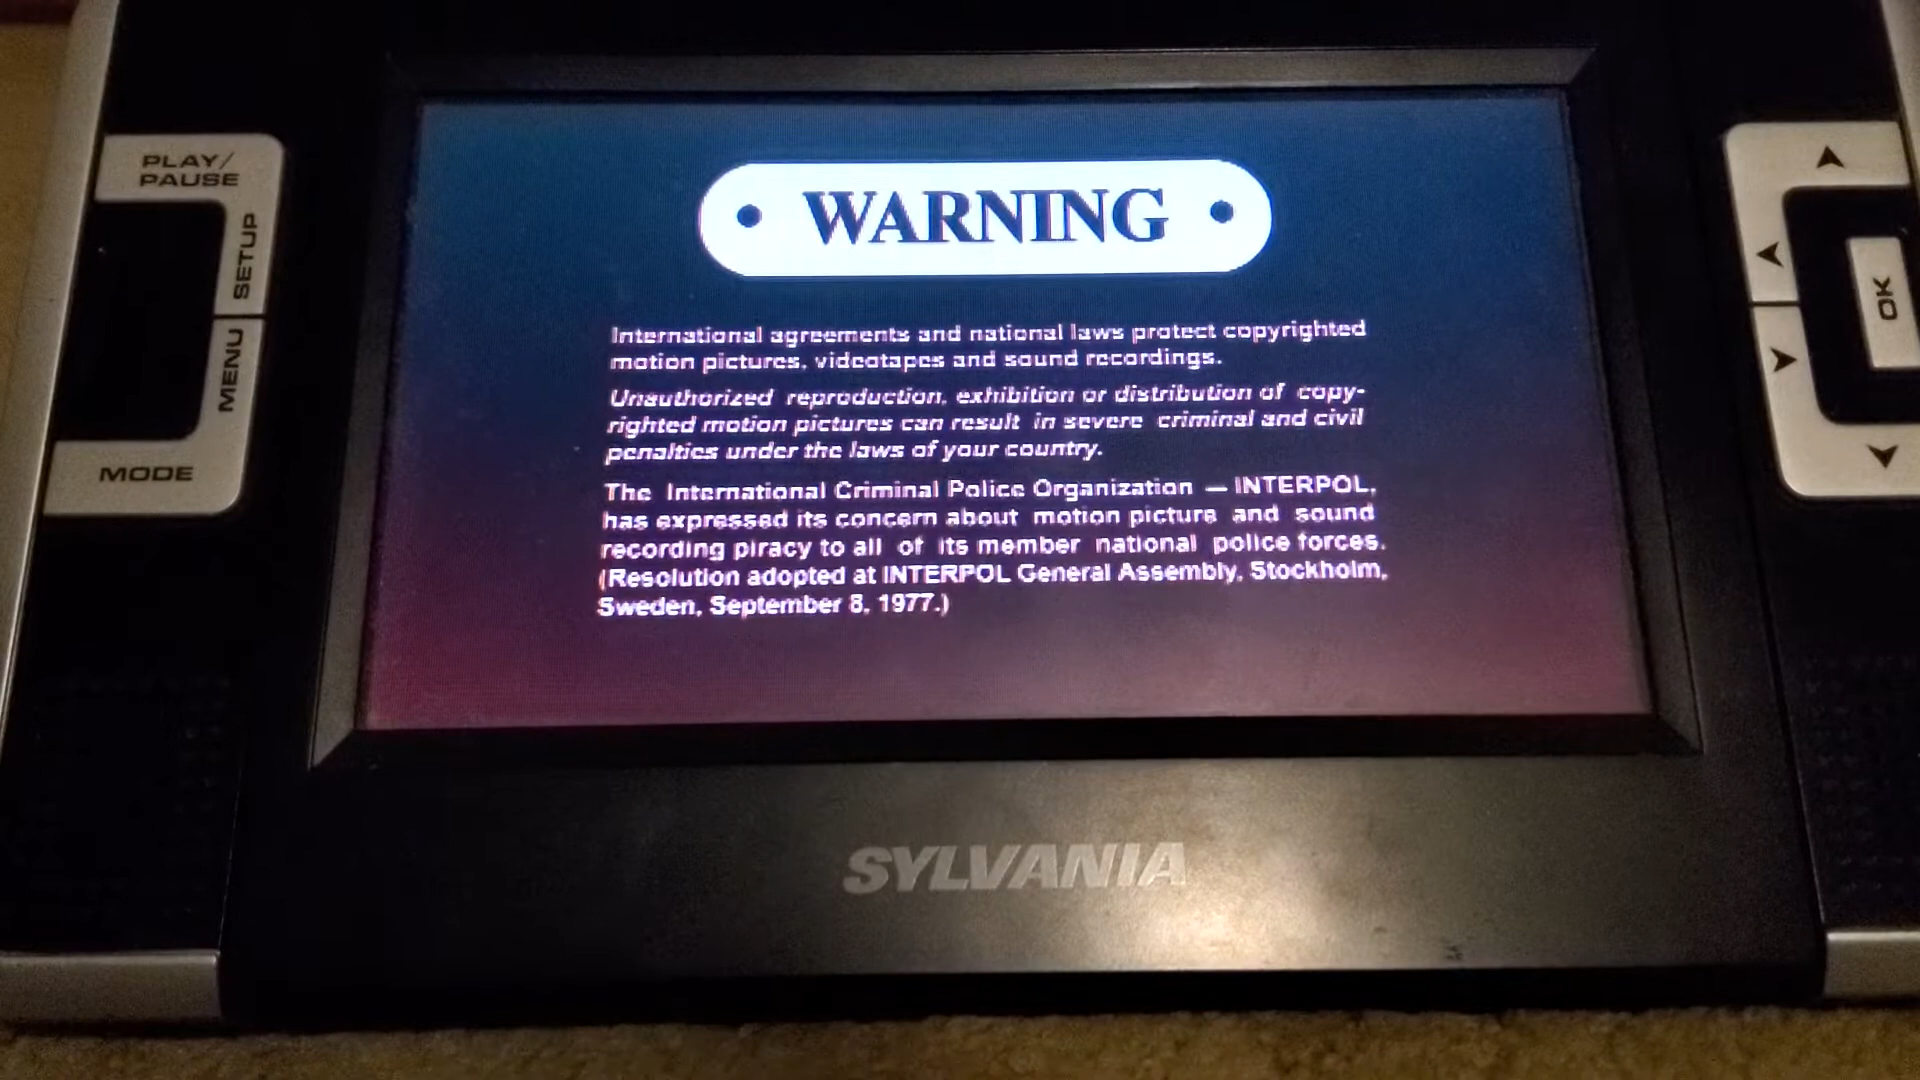 PLAY/
PAUSE
SETUP
MENU
MODE
• WARNING •
International agreements and national laws protect copyrighted
motion pictures, videotapes and sound recordings.
Unauthorized reproduction, exhibition or distribution of copy-
righted motion pictures can result in severe criminal and civil
penalties under the laws of your country.
The International Criminal Police Organization — INTERPOL,
has expressed its concern about motion picture and sound
recording piracy to all of its member national police forces.
(Resolution adopted at INTERPOL General Assembly, Stockholm,
Sweden, September 8, 1977.)
OK
SYLVANIA